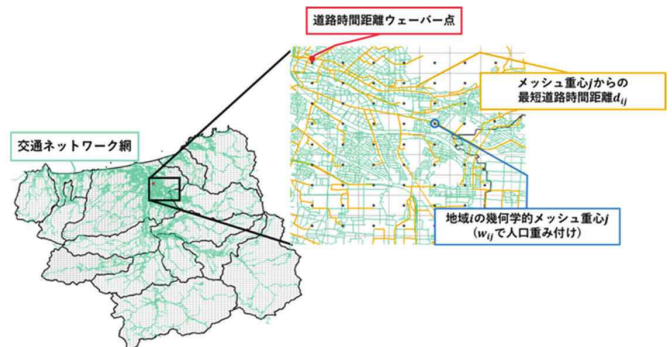 道路時間距離ウェーバー点
メッシュ重心jからの
最短道路時間距離dij
交通ネットワーク網
地域iの幾何学的メッシュ重心j
(wijで人口重み付け)